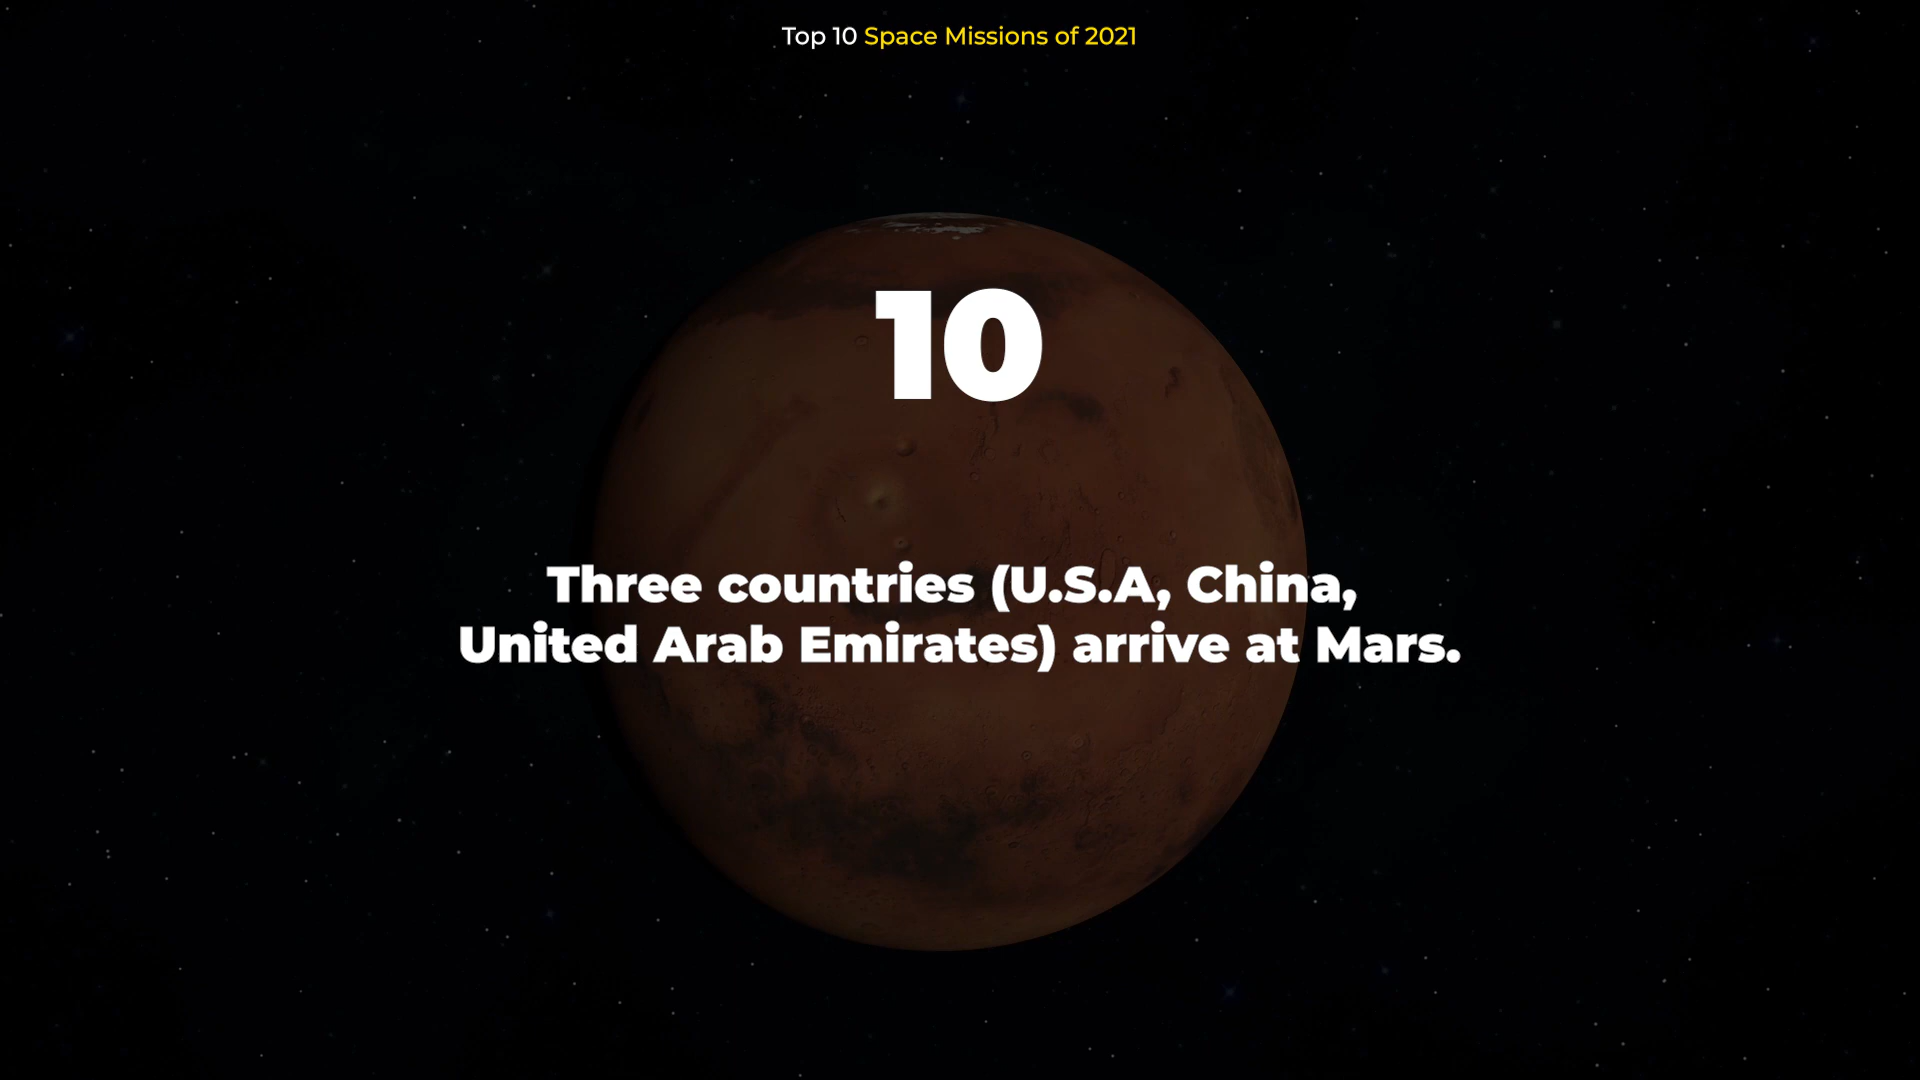 Top 10 Space Missions of 2021
10
Three countries (U.S.A, China,
United Arab Emirates) arrive at Mars.